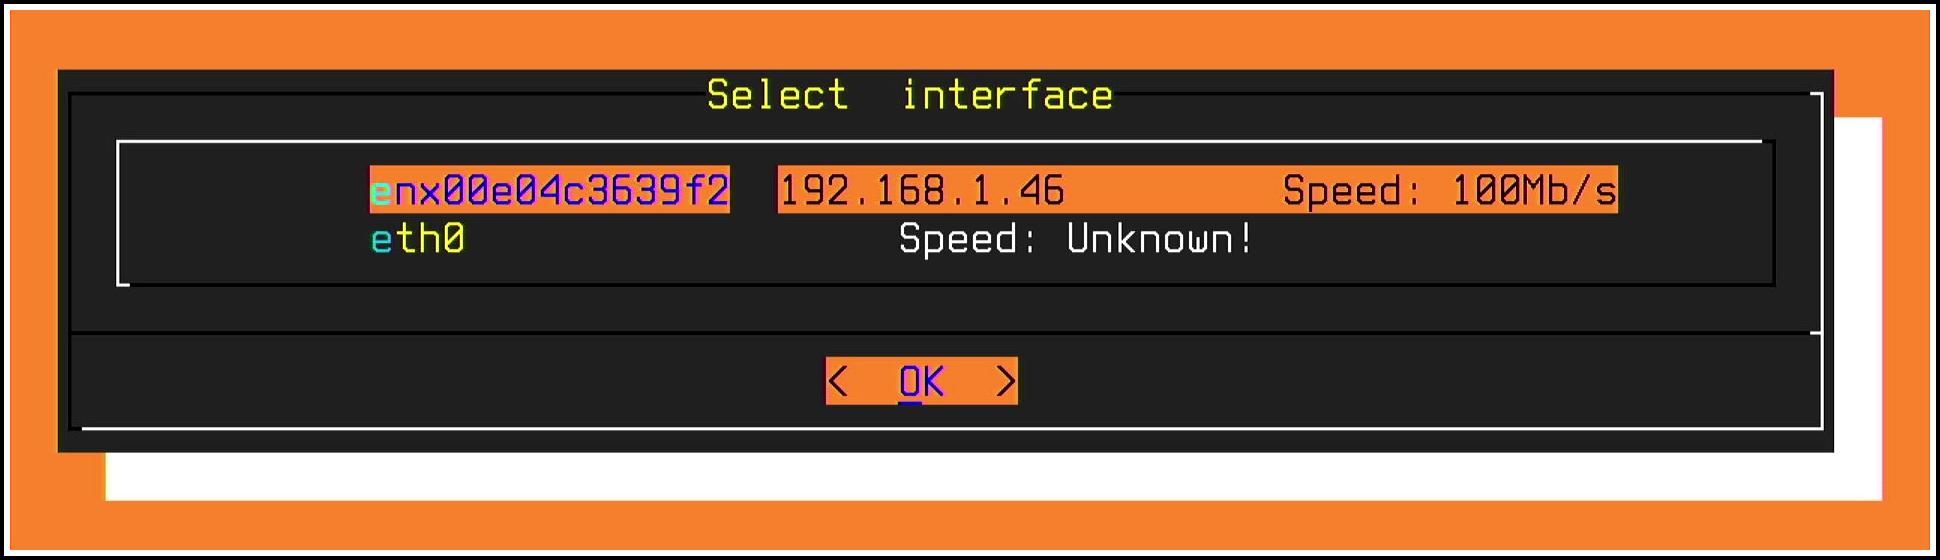 Select interface
enx00e04c3639f2 192.168.1.46 Speed: 100Mb/s
eth0 Speed: Unknown!
< OK >